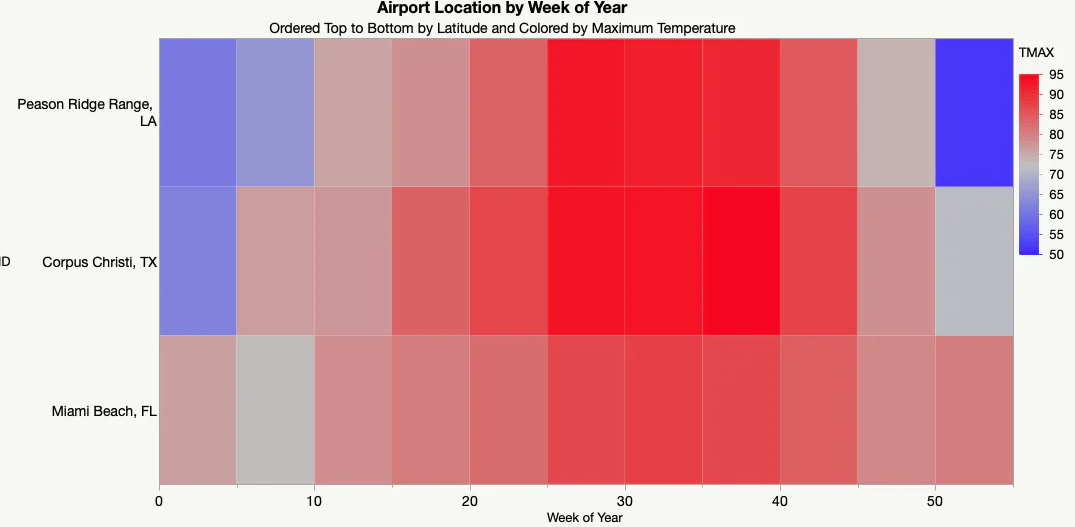 Airport Location by Week of Year
Ordered Top to Bottom by Latitude and Colored by Maximum Temperature
TMAX
95
90
85
80
75
70
65
60
55
50
Peason Ridge Range,
LA
Corpus Christi, TX
Miami Beach, FL
0
10
20
30
40
50
Week of Year